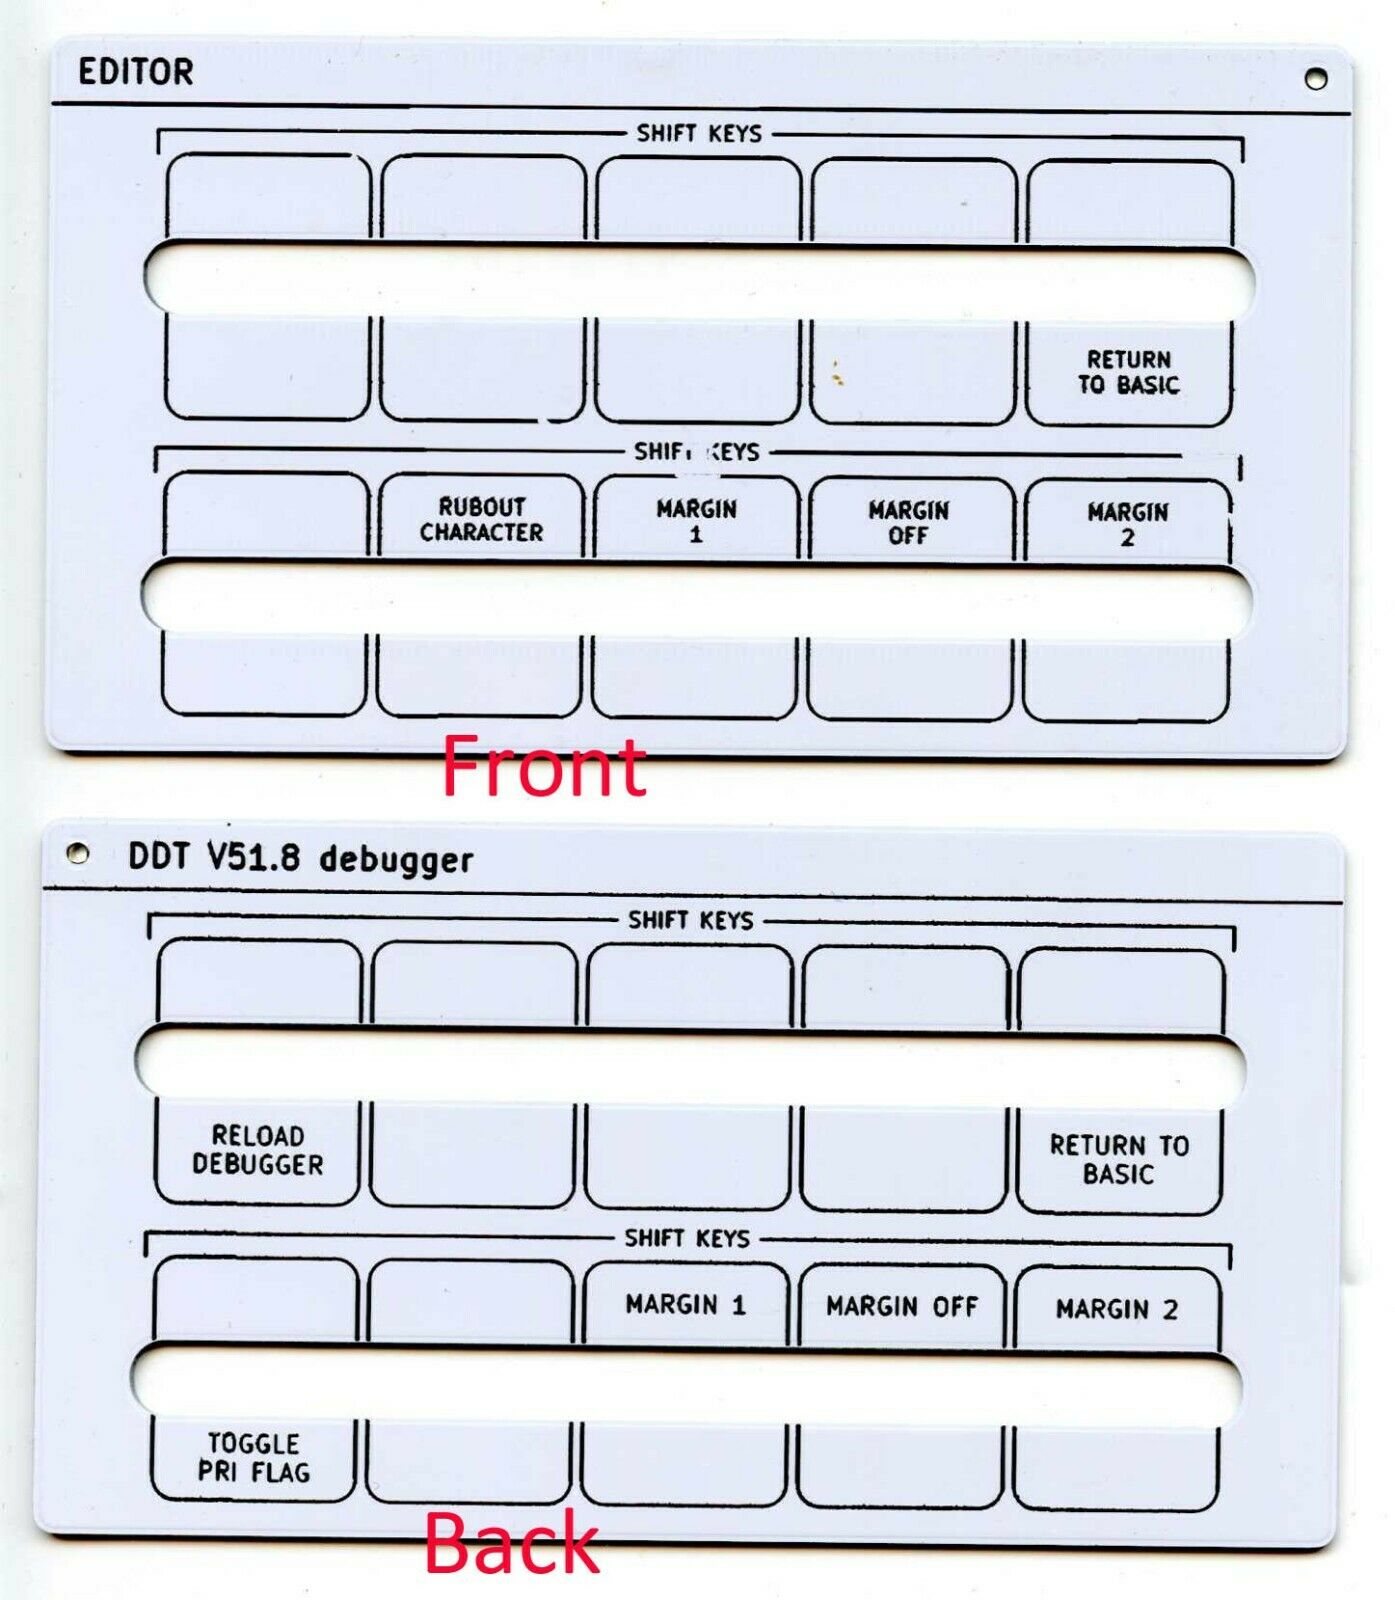 EDITOR
SHIFT KEYS
RETURN
TO BASIC
SHIFT KEYS
RUBOUT
CHARACTER
MARGIN
1
MARGIN
OFF
MARGIN
2
Front
DDT V51.8 debugger
SHIFT KEYS
RELOAD
DEBUGGER
RETURN TO
BASIC
SHIFT KEYS
MARGIN 1
MARGIN OFF
MARGIN 2
TOGGLE
PRI FLAG
Back